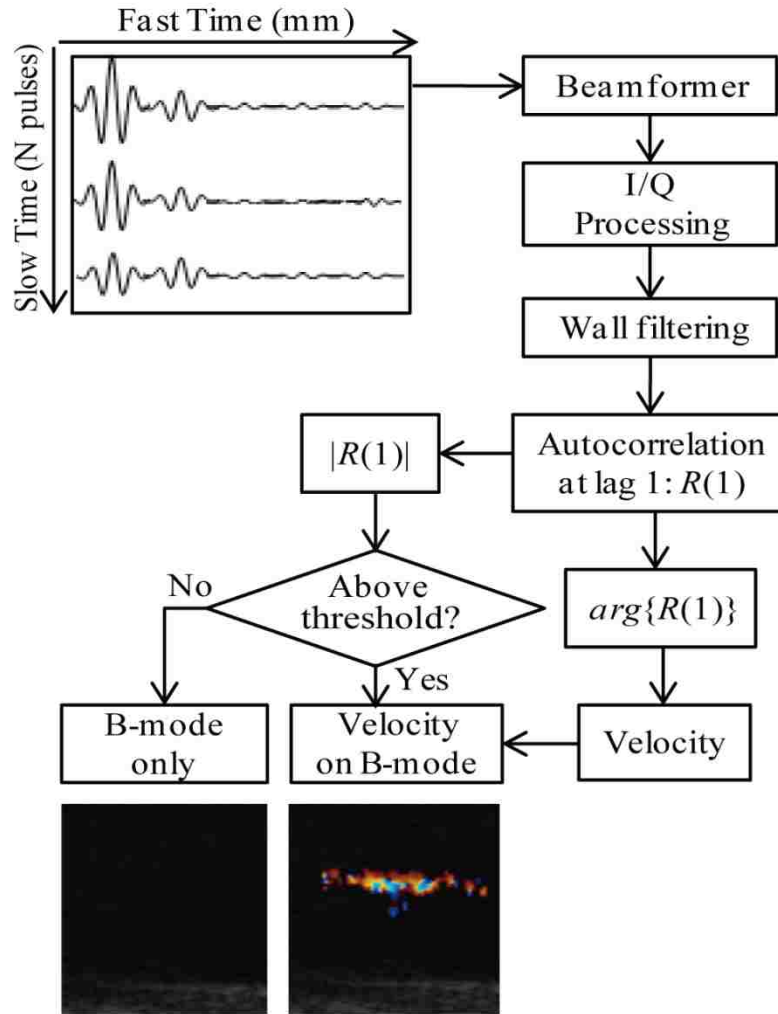 Fast Time (mm)
Slow Time (N pulses)
Beamformer
I/Q
Processing
Wall filtering
Autocorrelation
at lag 1: R(1)
|R(1)|
Above
threshold?
No
Yes
arg{R(1)}
B-mode
only
Velocity
on B-mode
Velocity